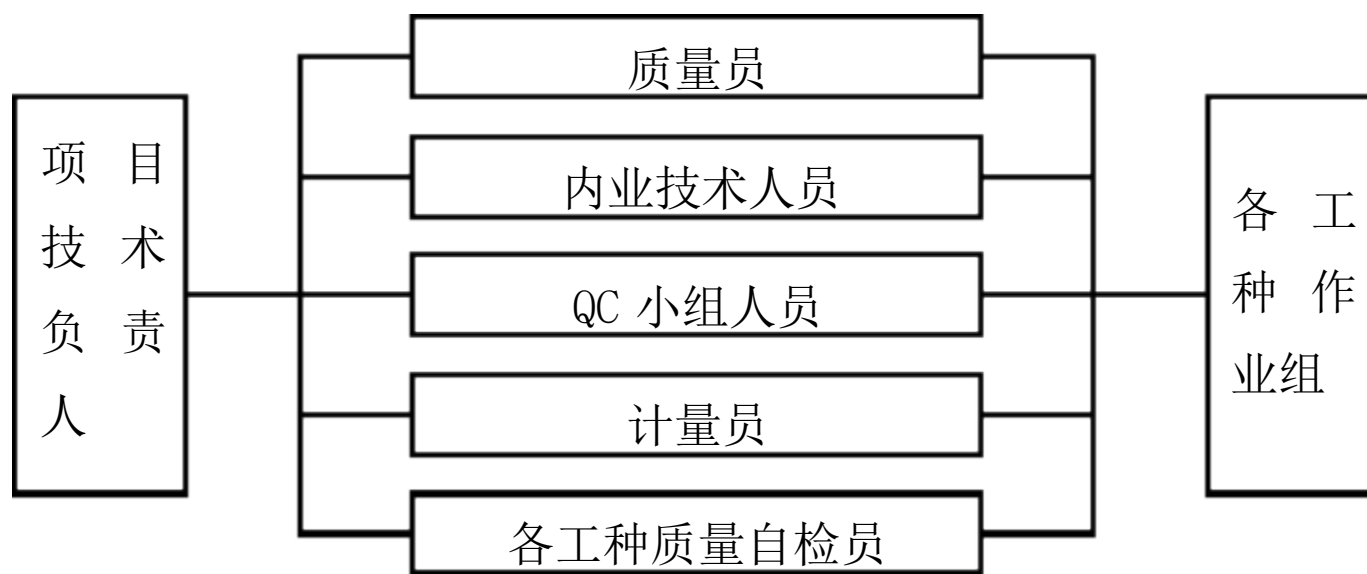 项目
技术
负责
人
质量员
内业技术人员
QC 小组人员
计量员
各工种质量自检员
各工
种作
业组